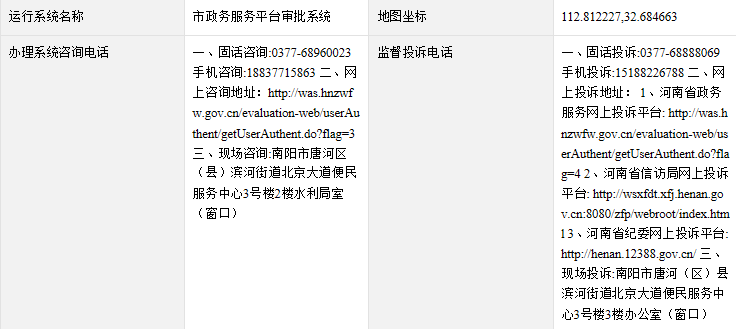 运行系统名称
市政务服务平台审批系统
地图坐标
112.812227,32.684663
办理系统咨询电话
一、固话咨询:0377-68960023
手机咨询:18837715863 二、网
上咨询地址：http://was.hnzwf
w.gov.cn/evaluation-web/userAu
thent/getUserAuthent.do?flag=3
三、现场咨询:南阳市唐河区
（县）滨河街道北京大道便民
服务中心3号楼2楼水利局室
（窗口）
监督投诉电话
一、固话投诉:0377-68888069
手机投诉:15188226788 二、网
上投诉地址： 1、河南省政务
服务网上投诉平台: http://was.h
nzwfw.gov.cn/evaluation-web/us
erAuthent/getUserAuthent.do?fla
g=4 2、河南省信访局网上投诉
平台: http://wsxfdt.xfj.henan.go
v.cn:8080/zfp/webroot/index.htm
l 3、河南省纪委网上投诉平台:
http://henan.12388.gov.cn/ 三、
现场投诉:南阳市唐河（区）县
滨河街道北京大道便民服务中
心3号楼3楼办公室（窗口）